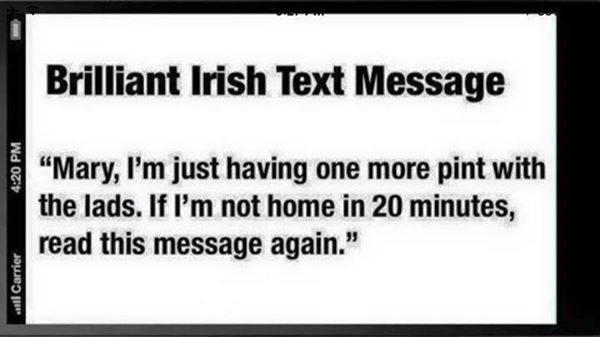 Brilliant Irish Text Message
“Mary, I’m just having one more pint with
the lads. If I’m not home in 20 minutes,
read this message again.”
4:20 PM
Carrier